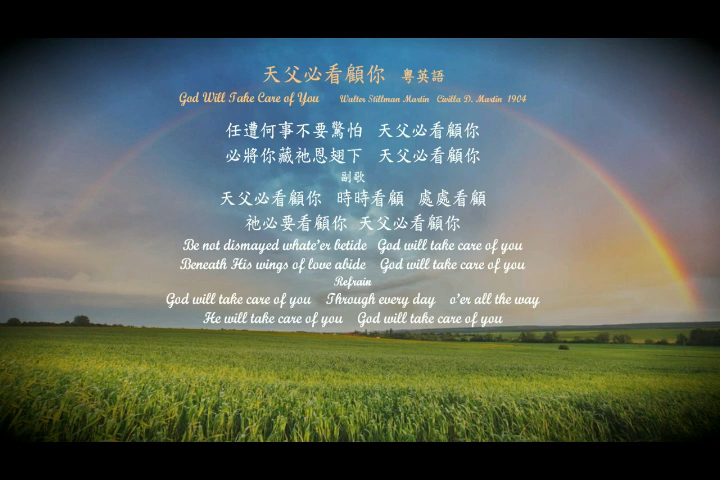 天父必看顧你 粵英語
God Will Take Care of You Walter Stillman Martin Civilla D. Martin 1904
任遭何事不要驚怕 天父必看顧你
必將你藏祂恩翅下 天父必看顧你
副歌
天父必看顧你 時時看顧 處處看顧
祂必要看顧你 天父必看顧你
Be not dismayed whate'er betide God will take care of you
Beneath His wings of love abide God will take care of you
Refrain
God will take care of you Through every day o'er all the way
He will take care of you God will take care of you